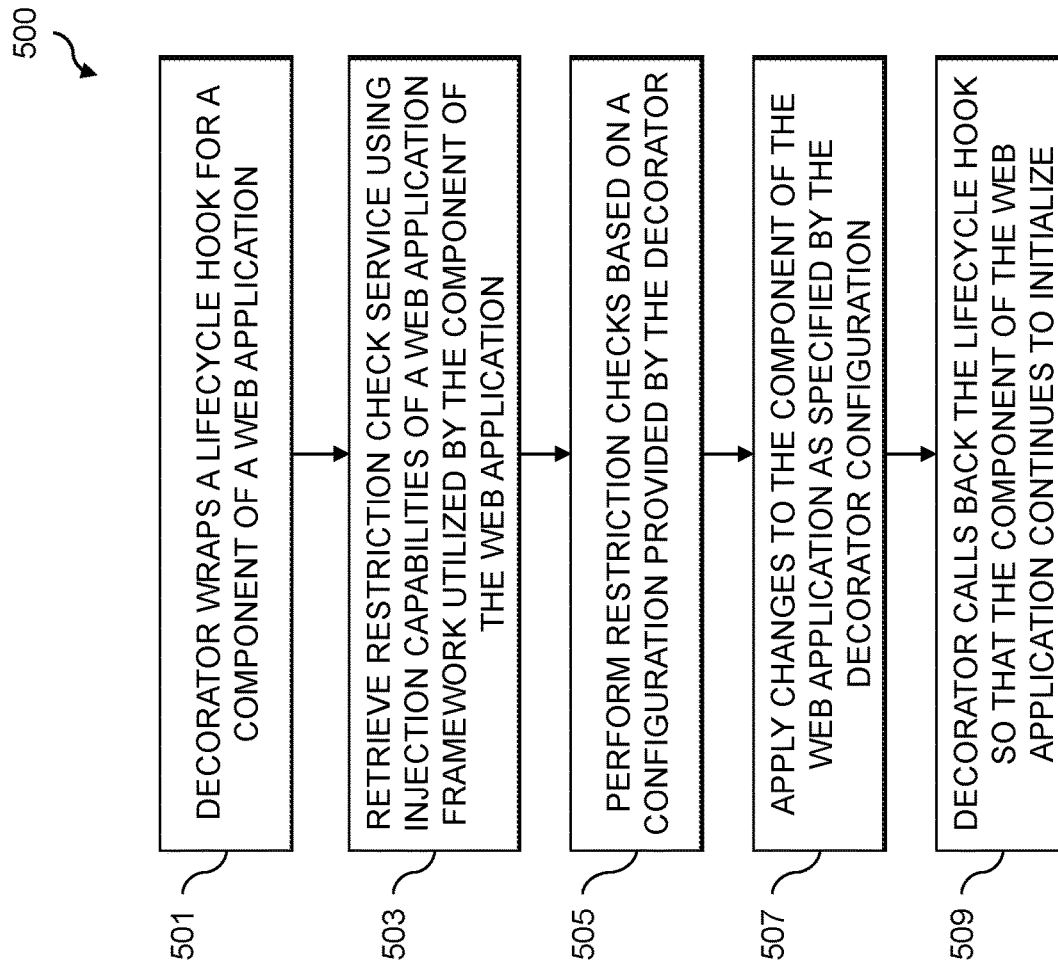 500
501
DECORATOR WRAPS A LIFECYCLE HOOK FOR A
COMPONENT OF A WEB APPLICATION
503
RETRIEVE RESTRICTION CHECK SERVICE USING
INJECTION CAPABILITIES OF A WEB APPLICATION
FRAMEWORK UTILIZED BY THE COMPONENT OF
THE WEB APPLICATION
505
PERFORM RESTRICTION CHECKS BASED ON A
CONFIGURATION PROVIDED BY THE DECORATOR
507
APPLY CHANGES TO THE COMPONENT OF THE
WEB APPLICATION AS SPECIFIED BY THE
DECORATOR CONFIGURATION
509
DECORATOR CALLS BACK THE LIFECYCLE HOOK
SO THAT THE COMPONENT OF THE WEB
APPLICATION CONTINUES TO INITIALIZE